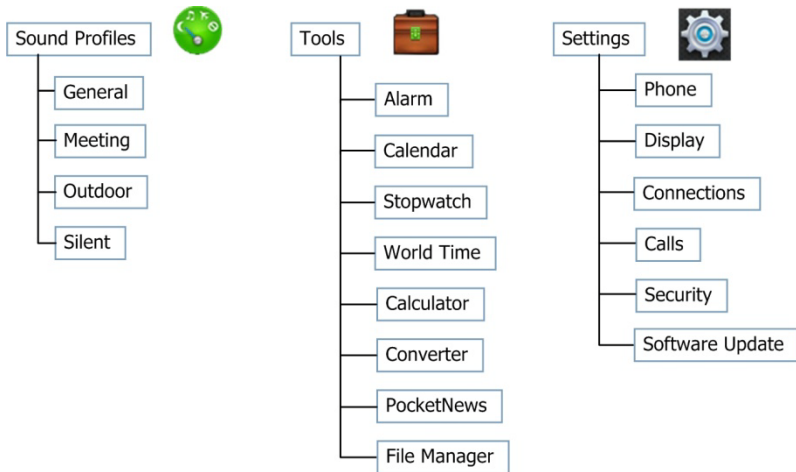 Sound Profiles
General
Meeting
Outdoor
Silent
Tools
Alarm
Calendar
Stopwatch
World Time
Calculator
Converter
PocketNews
File Manager
Settings
Phone
Display
Connections
Calls
Security
Software Update